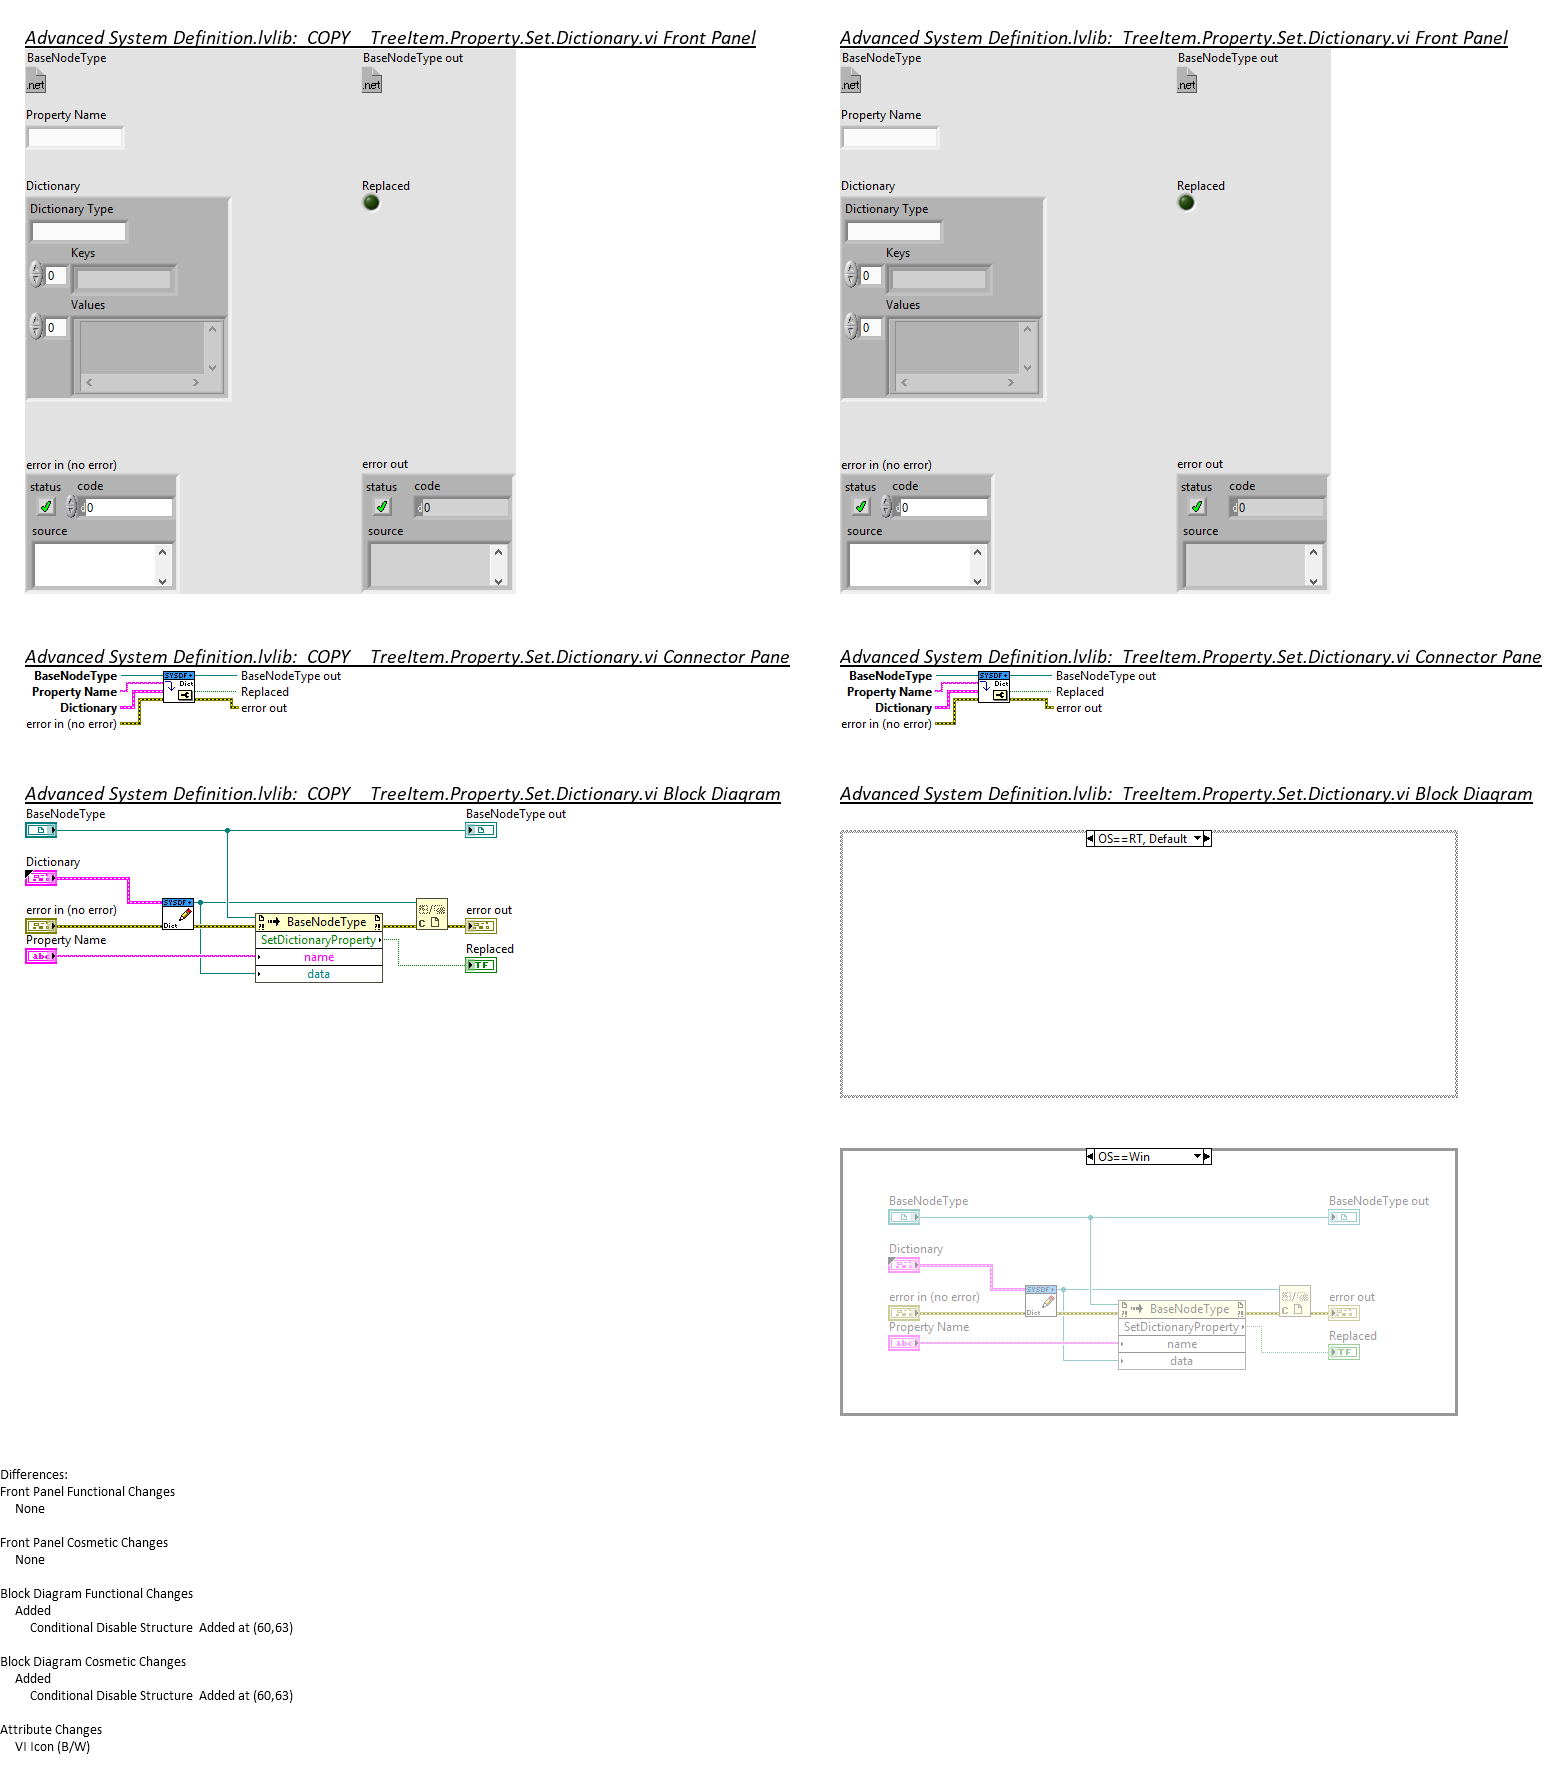 Advanced System Definition.lvlib:  COPY    TreeItem.Property.Set.Dictionary.vi Front Panel
BaseNodeType
BaseNodeType out
.net
.net
Property Name
Dictionary
Replaced
Dictionary Type
Keys
0
Values
0
error in (no error)
error out
status
code
status
code
d0
d0
source
source
Advanced System Definition.lvlib:  TreeItem.Property.Set.Dictionary.vi Front Panel
BaseNodeType
BaseNodeType out
.net
.net
Property Name
Dictionary
Replaced
Dictionary Type
Keys
0
Values
0
error in (no error)
error out
status
code
status
code
d0
d0
source
source
Advanced System Definition.lvlib:  COPY    TreeItem.Property.Set.Dictionary.vi Connector Pane
BaseNodeType
SYSDF+
BaseNodeType out
Property Name
Dict
Replaced
Dictionary
error out
error in (no error)
Advanced System Definition.lvlib:  TreeItem.Property.Set.Dictionary.vi Connector Pane
BaseNodeType
SYSDF+
BaseNodeType out
Property Name
Dict
Replaced
Dictionary
error out
error in (no error)
Advanced System Definition.lvlib:  COPY    TreeItem.Property.Set.Dictionary.vi Block Diagram
BaseNodeType
BaseNodeType out
Dictionary
error in (no error)
SYSDF+
Dict
BaseNodeType
C
error out
Property Name
SetDictionaryProperty
Replaced
abc
name
TF
data
Advanced System Definition.lvlib:  TreeItem.Property.Set.Dictionary.vi Block Diagram
OS==RT, Default
OS==Win
BaseNodeType
BaseNodeType out
Dictionary
error in (no error)
SYSDF+
Dict
BaseNodeType
C
error out
Property Name
SetDictionaryProperty
Replaced
abc
name
TF
data
Differences:
Front Panel Functional Changes
None
Front Panel Cosmetic Changes
None
Block Diagram Functional Changes
Added
Conditional Disable Structure  Added at (60,63)
Block Diagram Cosmetic Changes
Added
Conditional Disable Structure  Added at (60,63)
Attribute Changes
VI Icon (B/W)